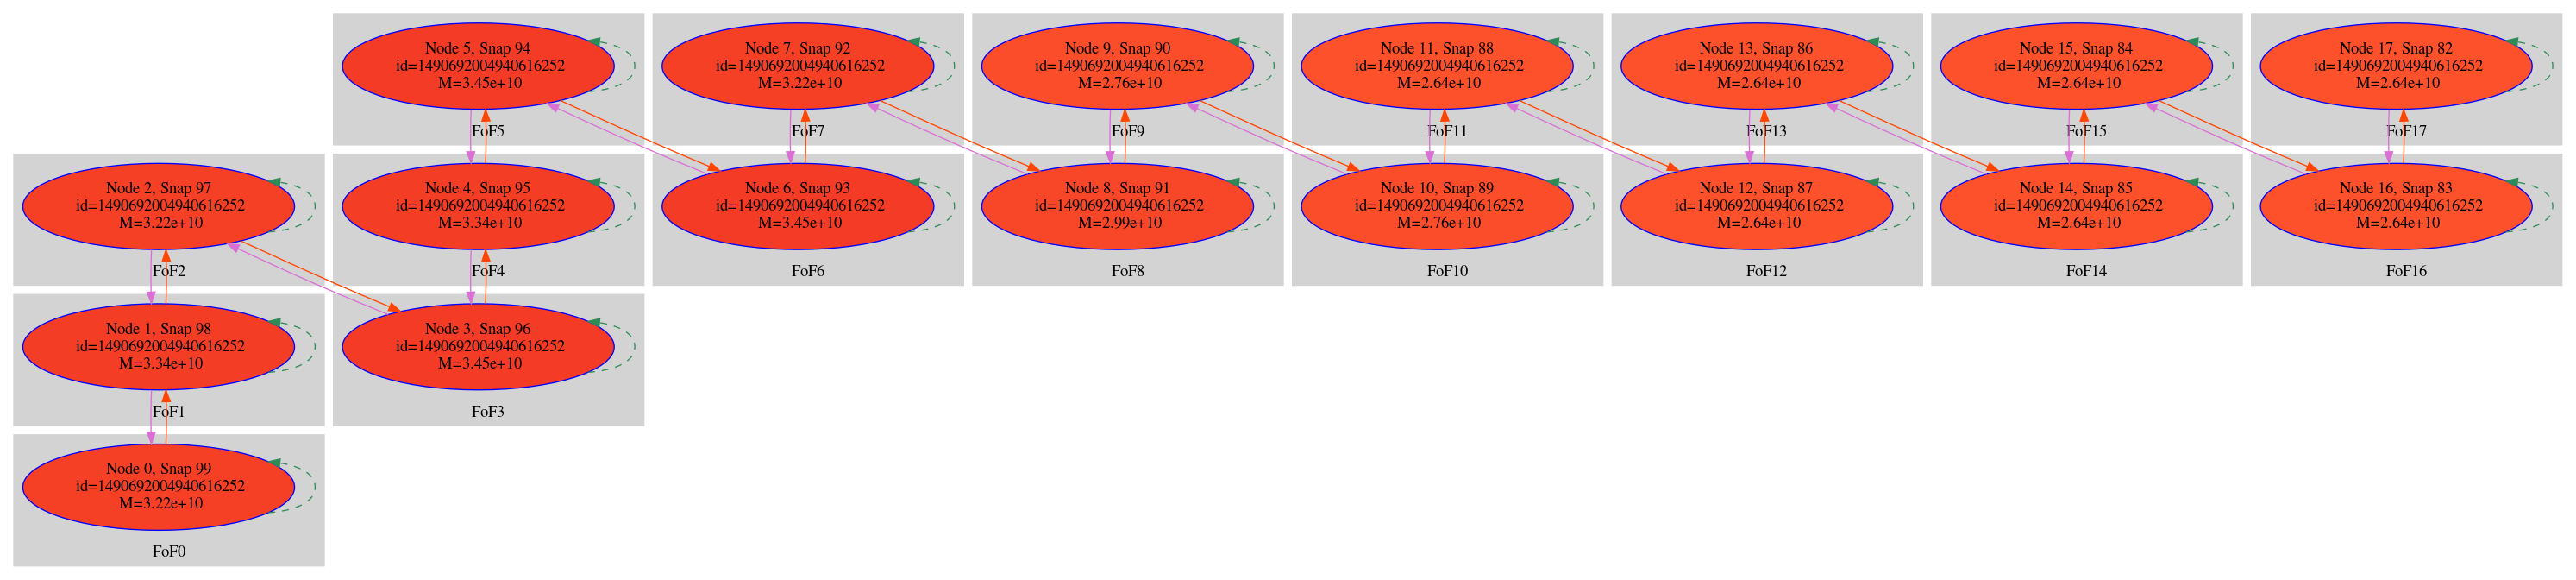 Node 5, Snap 94
id=1490692004940616252
M=3.45e+10
FoF5
Node 7, Snap 92
id=1490692004940616252
M=3.22e+10
FoF7
Node 9, Snap 90
id=1490692004940616252
M=2.76e+10
FoF9
Node 11, Snap 88
id=1490692004940616252
M=2.64e+10
FoF11
Node 13, Snap 86
id=1490692004940616252
M=2.64e+10
FoF13
Node 15, Snap 84
id=1490692004940616252
M=2.64e+10
FoF15
Node 17, Snap 82
id=1490692004940616252
M=2.64e+10
FoF17
Node 2, Snap 97
id=1490692004940616252
M=3.22e+10
FoF2
Node 4, Snap 95
id=1490692004940616252
M=3.34e+10
FoF4
Node 6, Snap 93
id=1490692004940616252
M=3.45e+10
FoF6
Node 8, Snap 91
id=1490692004940616252
M=2.99e+10
FoF8
Node 10, Snap 89
id=1490692004940616252
M=2.76e+10
FoF10
Node 12, Snap 87
id=1490692004940616252
M=2.64e+10
FoF12
Node 14, Snap 85
id=1490692004940616252
M=2.64e+10
FoF14
Node 16, Snap 83
id=1490692004940616252
M=2.64e+10
FoF16
Node 1, Snap 98
id=1490692004940616252
M=3.34e+10
FoF1
Node 3, Snap 96
id=1490692004940616252
M=3.45e+10
FoF3
Node 0, Snap 99
id=1490692004940616252
M=3.22e+10
FoF0